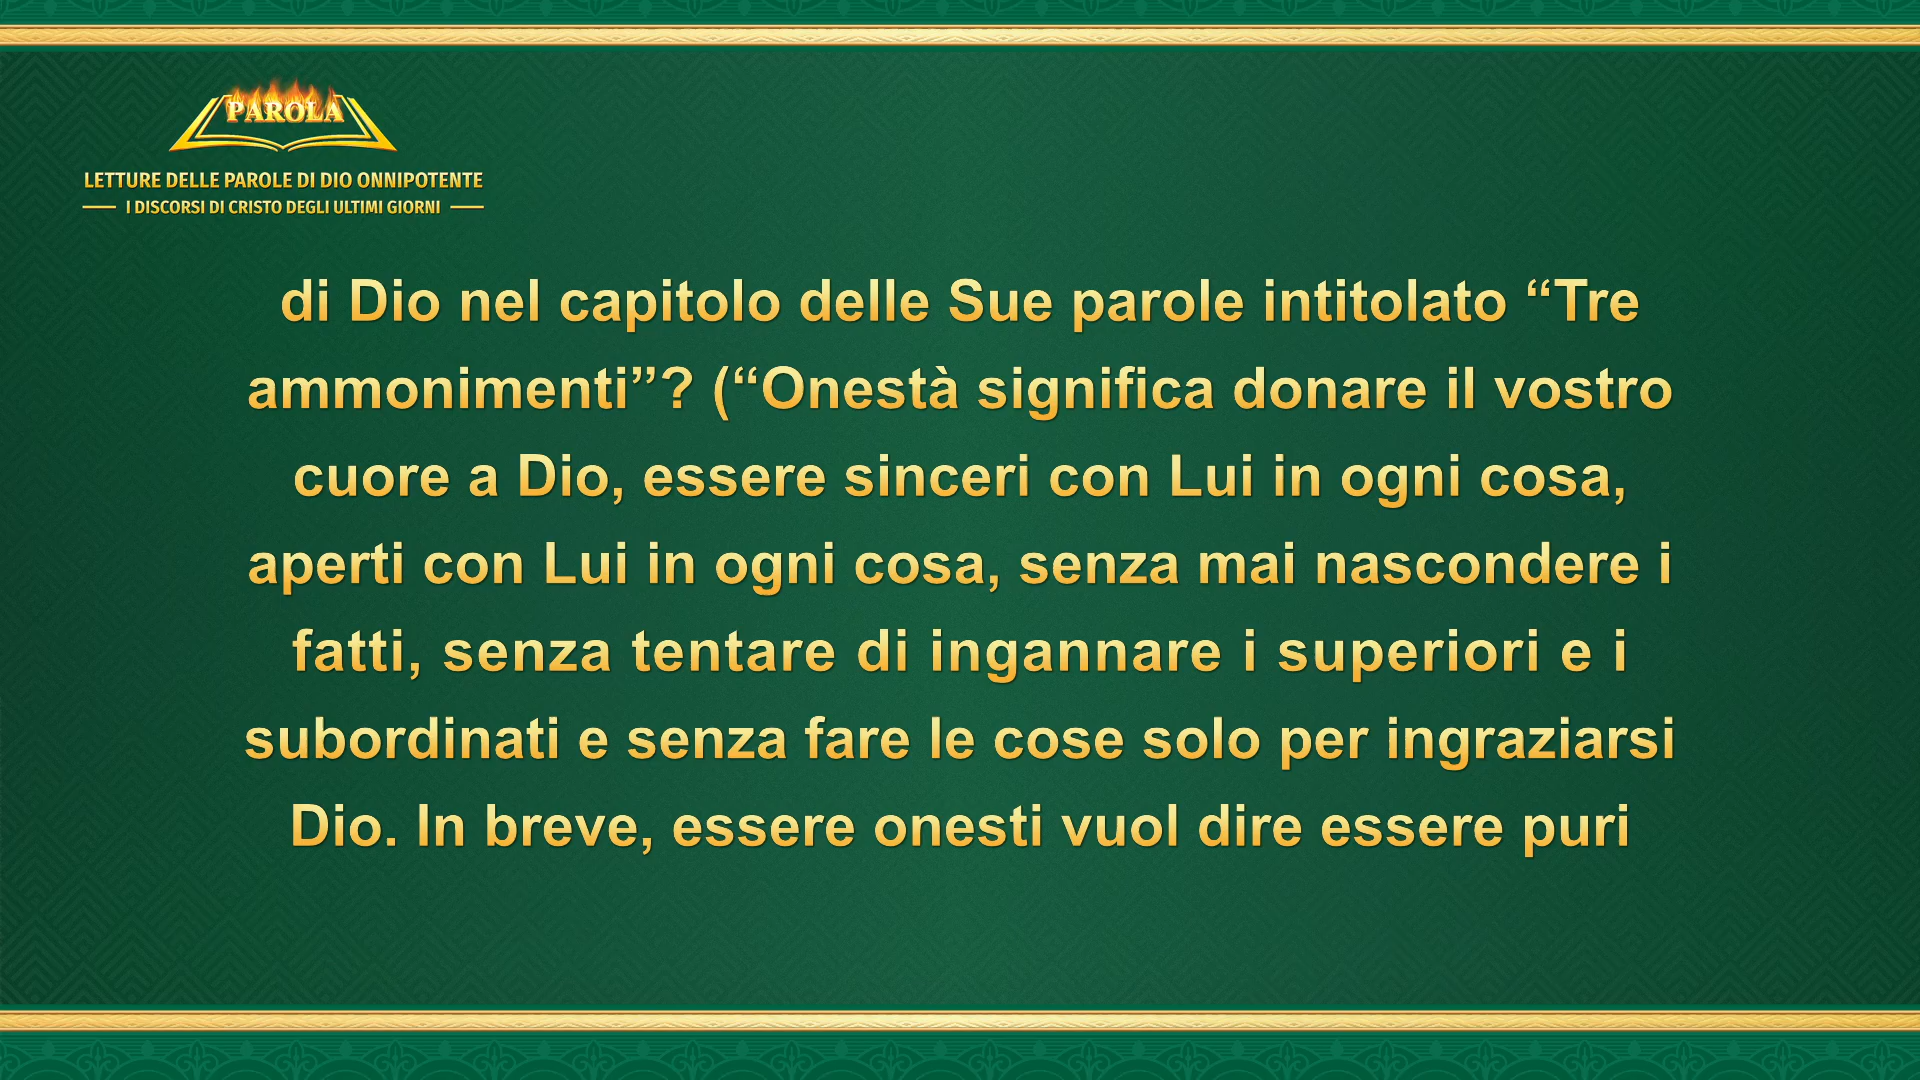 PAROLA
LETTURE DELLE PAROLE DI DIO ONNIPOTENTE
I DISCORSI DI CRISTO DEGLI ULTIMI GIORNI
di Dio nel capitolo delle Sue parole intitolato “Tre
ammonimenti”? (“Onestà significa donare il vostro
cuore a Dio, essere sinceri con Lui in ogni cosa,
aperti con Lui in ogni cosa, senza mai nascondere i
fatti, senza tentare di ingannare i superiori e i
subordinati e senza fare le cose solo per ingraziarsi
Dio. In breve, essere onesti vuol dire essere puri